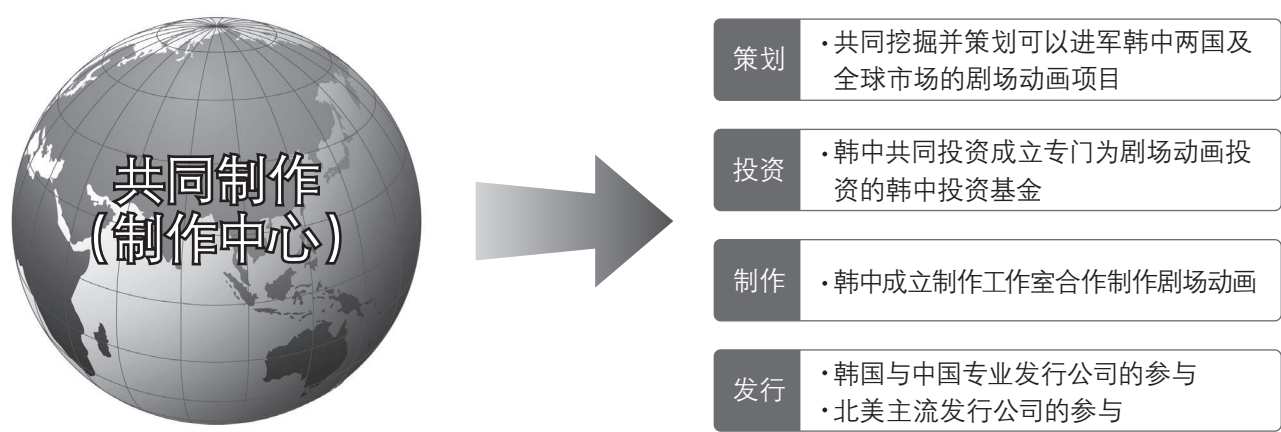 共同制作
(制作中心)
策划
·共同挖掘并策划可以进军韩中两国及
全球市场的剧场动画项目
投资
·韩中共同投资成立专门为剧场动画投
资的韩中投资基金
制作
·韩中成立制作工作室合作制作剧场动画
发行
·韩国与中国专业发行公司的参与
·北美主流发行公司的参与